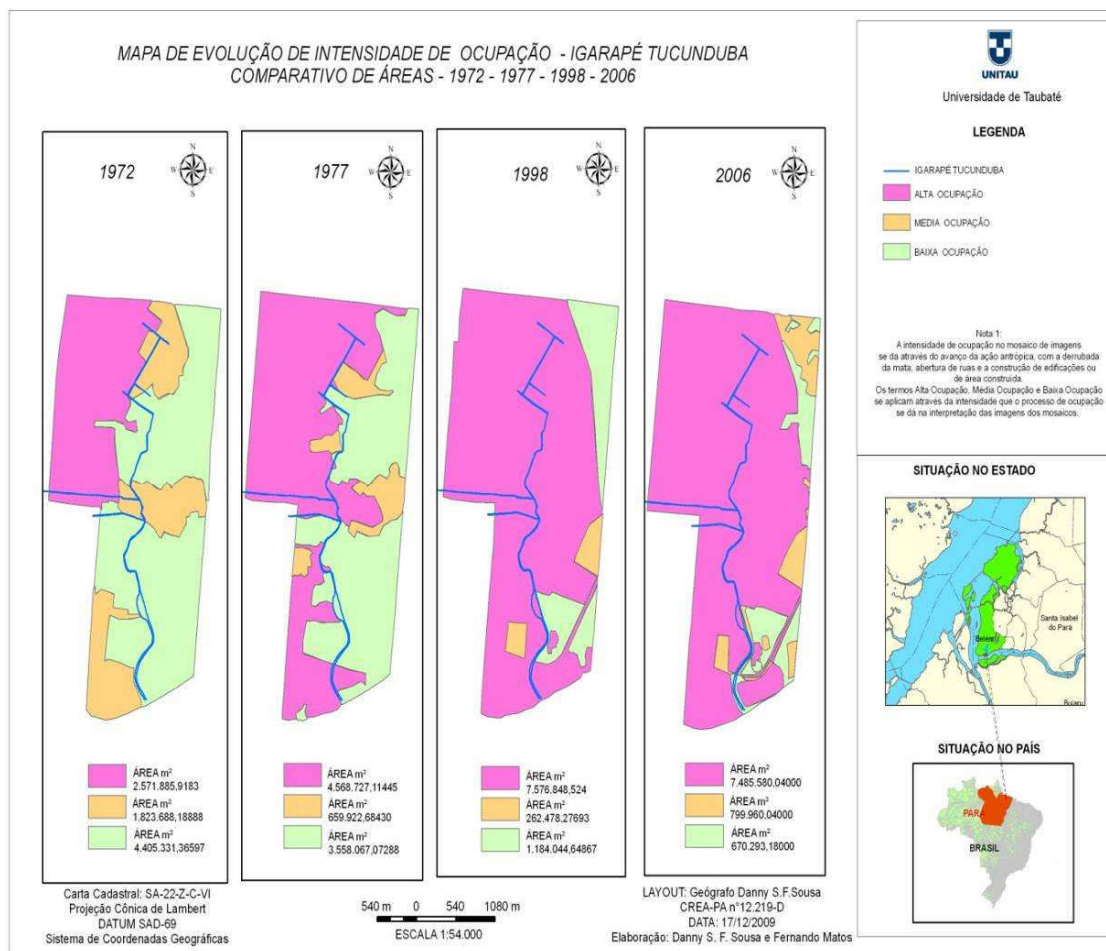 MAPA DE EVOLUÇÃO DE INTENSIDADE DE OCUPAÇÃO - IGARAPÉ TUCUNDUBA
COMPARATIVO DE ÁREAS - 1972 - 1977 - 1998 - 2006
1972
N
W
E
S
ÁREA m²
2.571.885,9183
ÁREA m²
1.823.688,18888
ÁREA m²
4.405.331,36597
1977
N
W
E
S
ÁREA m²
4.568.727,11445
ÁREA m²
659.922,68430
ÁREA m²
3.558.067,07288
1998
N
W
E
S
ÁREA m²
7.576.848,524
ÁREA m²
262.478,27693
ÁREA m²
1.184.044,64867
2006
N
W
E
S
ÁREA m²
7.485.580,04000
ÁREA m²
799.960,04000
ÁREA m²
670.293,18000
Carta Cadastral: SA-22-Z-C-VI
Projeção Cônica de Lambert
DATUM SAD-69
Sistema de Coordenadas Geográficas
540 m 0 540 1080 m
ESCALA 1:54.000
LAYOUT: Geógrafo Danny S.F.Sousa
CREA-PA n°12.219-D
DATA: 17/12/2009
Elaboração: Danny S. F. Sousa e Fernando Matos
UNITAU
Universidade de Taubaté
LEGENDA
IGARAPÉ TUCUNDUBA
ALTA OCUPAÇÃO
MEDIA OCUPAÇÃO
BAIXA OCUPAÇÃO
Nota 1:
A intensidade de ocupação no mosaico de imagens
se da através do avanço da ação antrópica, com a derrubada
da mata, abertura de ruas e a construção de edificações ou
de área construida.
Os termos Alta Ocupação, Média Ocupação e Baixa Ocupação
se aplicam através da intensidade que o processo de ocupação
se dá na interpretação das imagens dos mosaicos.
SITUAÇÃO NO ESTADO
Santa Isabel
do Pará
Belém
SITUAÇÃO NO PAÍS
PARÁ
BRASIL